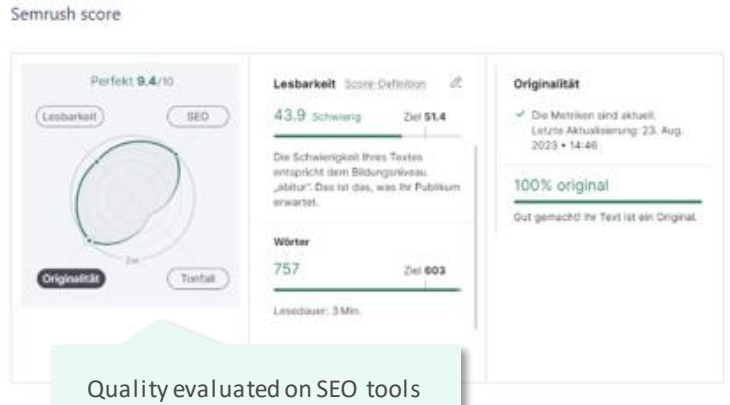 Semrush score
Perfekt 9.4/10
Lesbarkeit
SEO
Ziel
Originalität
Tonfall
Lesbarkeit Score-Definition
43.9 Schwierig Ziel 51.4
Die Schwierigkeit Ihres Textes
entspricht dem Bildungsniveau
„abitur". Das ist das, was Ihr Publikum
erwartet.
Wörter
757 Ziel 603
Lesedauer: 3 Min.
Originalität
Die Metriken sind aktuell.
Letzte Aktualisierung: 23. Aug.
2023 • 14:46
100% original
Gut gemacht! Ihr Text ist ein Original.
Quality evaluated on SEO tools